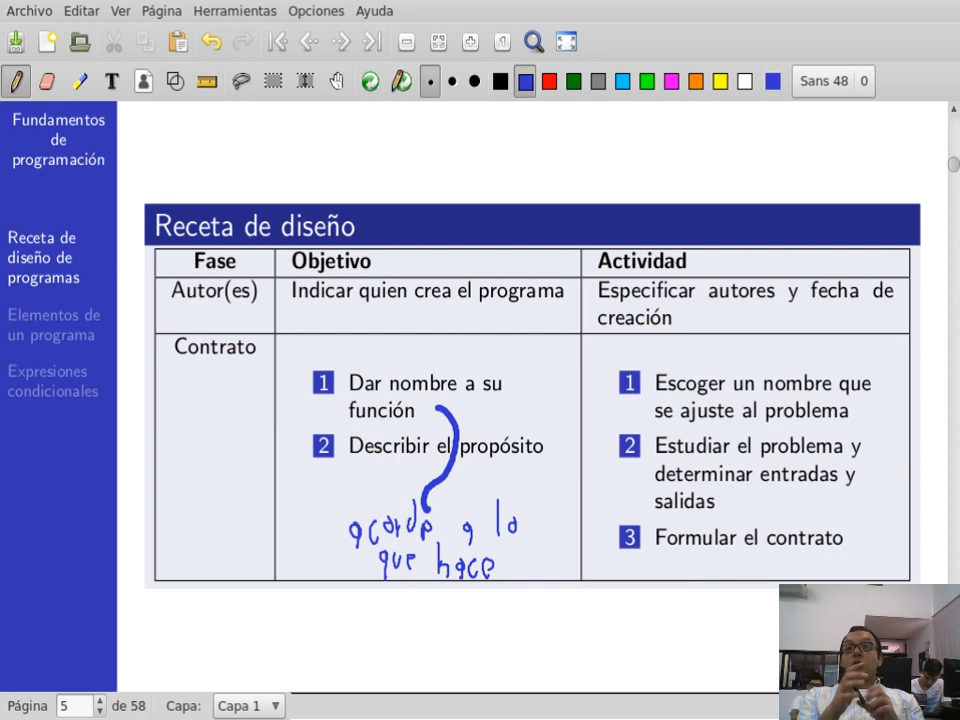 Archivo Editar Ver Página Herramientas Opciones Ayuda
T
Sans 48 0
Fundamentos
de
programación
Receta de
diseño de
programas
Elementos de
un programa
Expresiones
condicionales
Receta de diseño
Fase Objetivo Actividad
Autor(es) Indicar quien crea el programa Especificar autores y fecha de
creación
Contrato
1 Dar nombre a su
función
2 Describir el propósito
acorde a lo
que hace
1 Escoger un nombre que
se ajuste al problema
2 Estudiar el problema y
determinar entradas y
salidas
3 Formular el contrato
Página 5 de 58 Capa: Capa 1